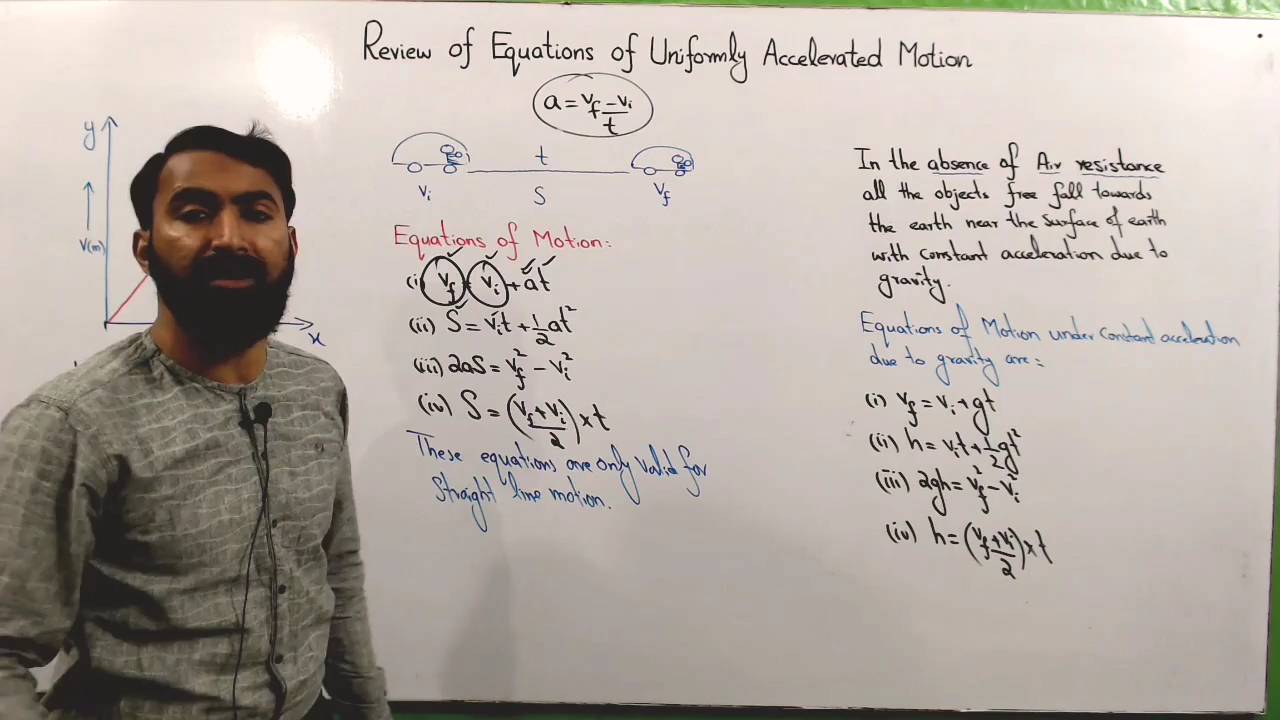 Review of Equations of Uniformly Accelerated Motion
a = vf - vi / t
y
v(m)
x
t
vi
S
vf
Equations of Motion:
(i) vf = vi + at
(ii) S = vit + 1/2 at²
(iii) 2aS = vf² - vi²
(iv) S = (vf + vi / 2) × t
These equations are only valid for
straight line motion.
In the absence of Air resistance
all the objects free fall towards
the earth near the surface of earth
with constant acceleration due to
gravity.
Equations of Motion under constant acceleration
due to gravity are:
(i) vf = vi + gt
(ii) h = vit + 1/2 gt²
(iii) 2gh = vf² - vi²
(iv) h = (vf + vi / 2) × t